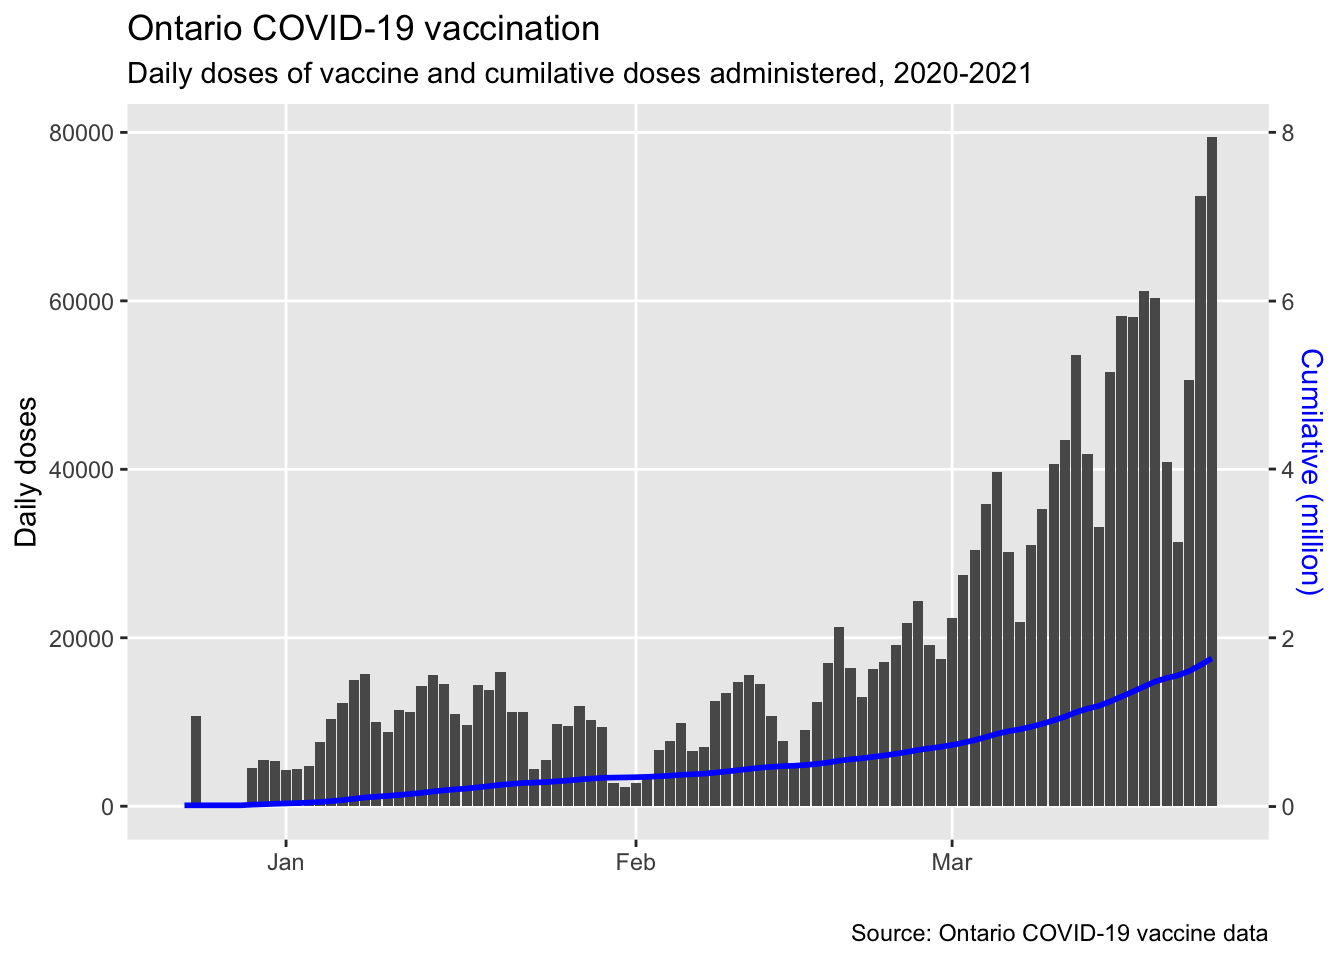 Ontario COVID-19 vaccination
Daily doses of vaccine and cumilative doses administered, 2020-2021
80000
60000
40000
20000
0
Daily doses
8
6
4
2
0
Cumilative (million)
Jan
Feb
Mar
Source: Ontario COVID-19 vaccine data